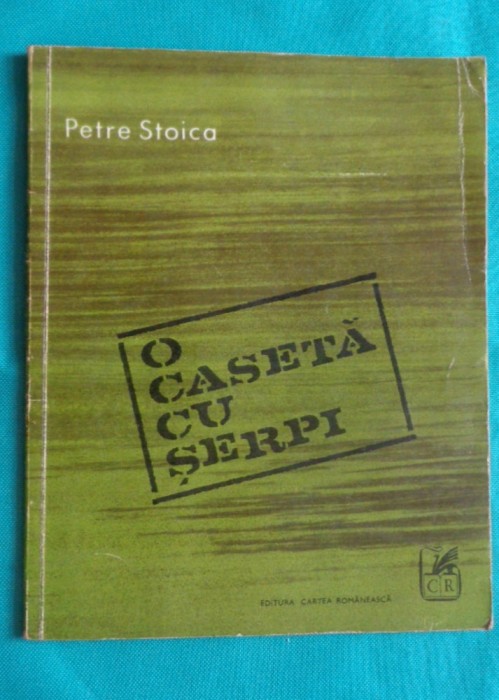 Petre Stoica
O
CASETĂ
CU
ȘERPI
CR
EDITURA CARTEA ROMÂNEASCĂ